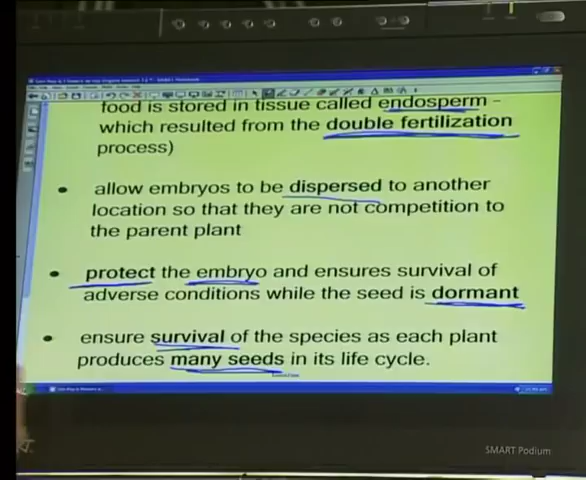 food is stored in tissue called endosperm -
which resulted from the double fertilization
process)
• allow embryos to be dispersed to another
location so that they are not competition to
the parent plant
• protect the embryo and ensures survival of
adverse conditions while the seed is dormant
• ensure survival of the species as each plant
produces many seeds in its life cycle.
SMART Podium